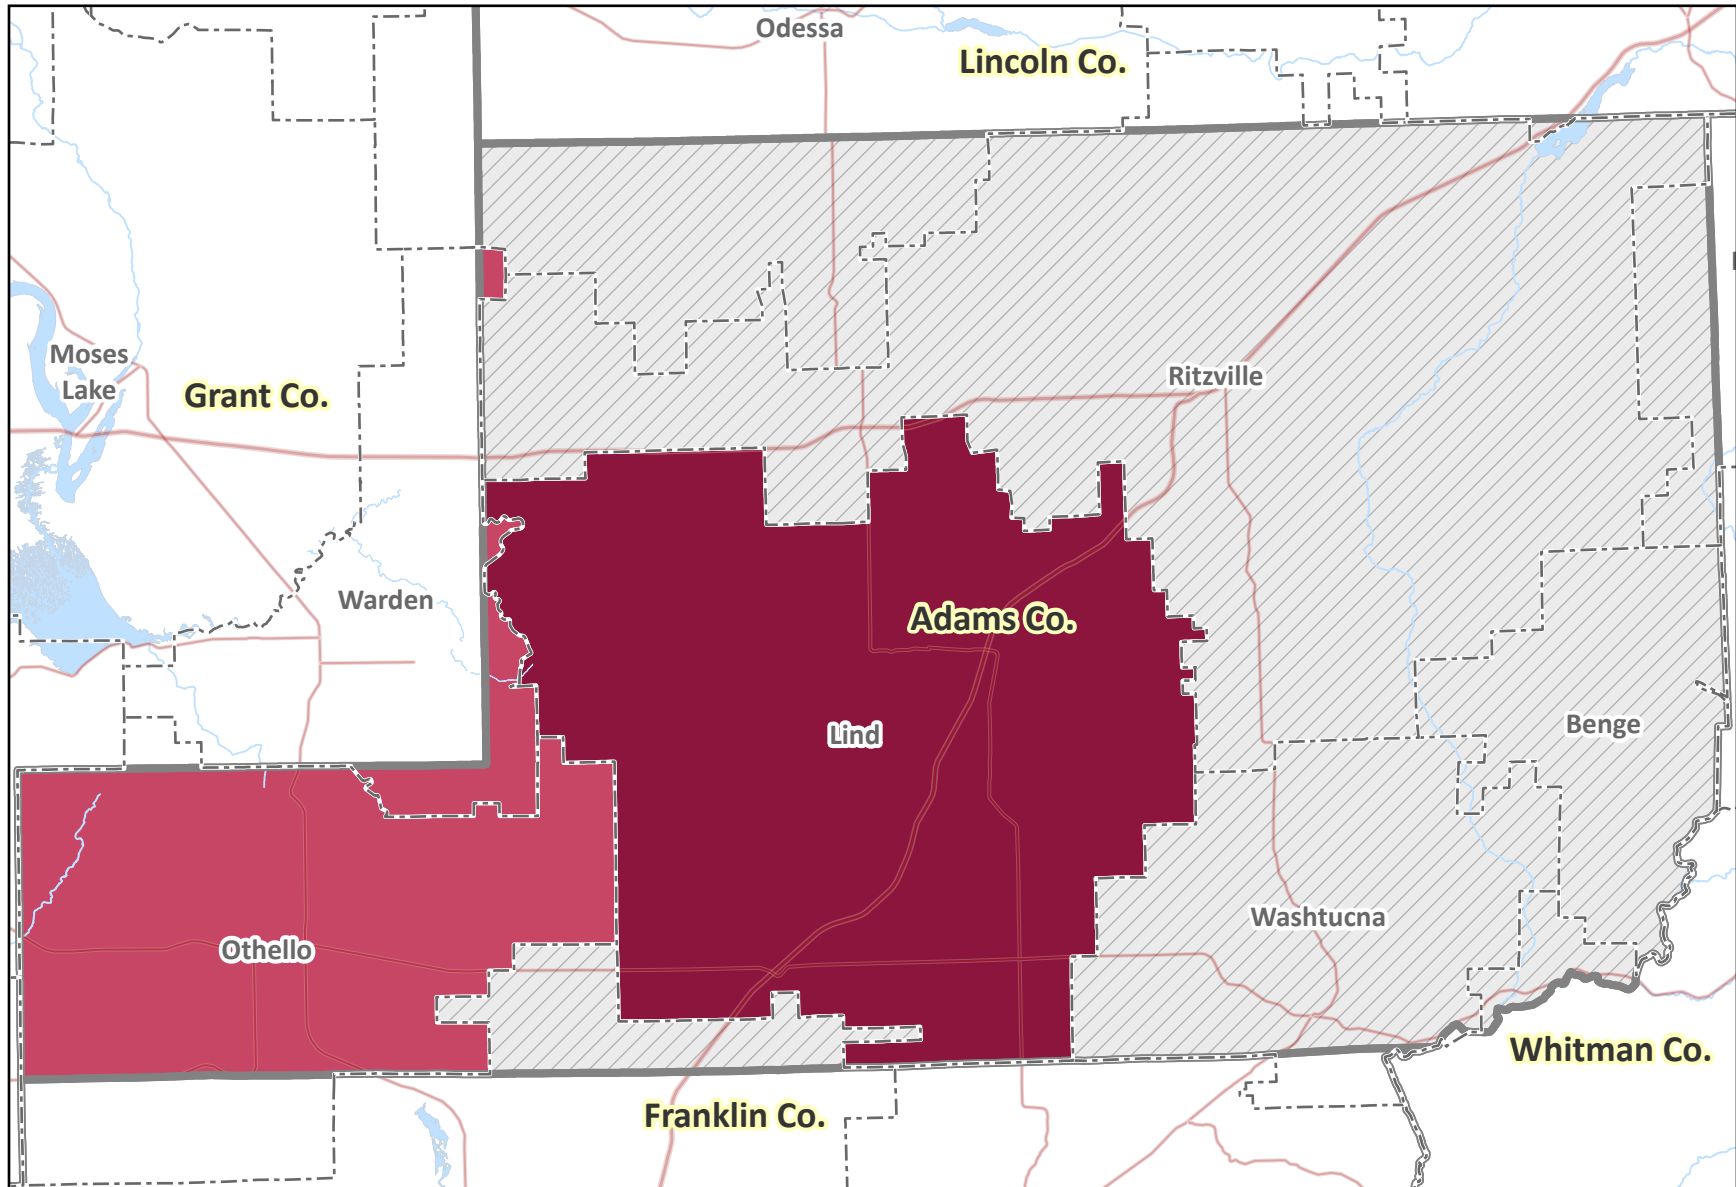 Odessa
Lincoln Co.
Moses
Lake
Grant Co.
Ritzville
Warden
Adams Co.
Lind
Benge
Othello
Washtucna
Whitman Co.
Franklin Co.